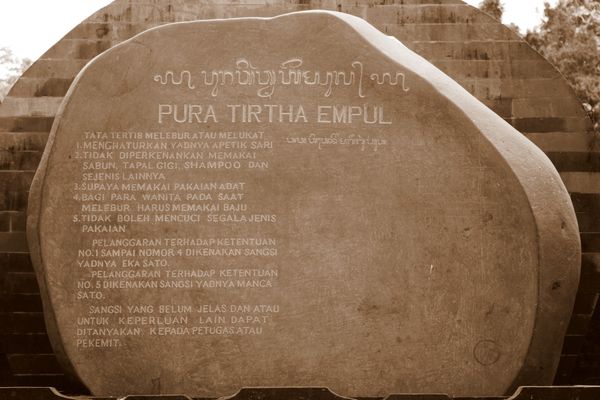 PURA TIRTHA EMPUL
TATA TERTIB MELEBUR ATAU MELUKAT
1. MENGHATURKAN YADNYA APETIK SARI
2. TIDAK DIPERKENANKAN MEMAKAI
SABUN, TAPAL GIGI, SHAMPOO DAN
SEJENIS LAINNYA
3. SUPAYA MEMAKAI PAKAIAN ADAT
4. BAGI PARA WANITA PADA SAAT
MELEBUR HARUS MEMAKAI BAJU
5. TIDAK BOLEH MENCUCI SEGALA JENIS
PAKAIAN
PELANGGARAN TERHADAP KETENTUAN
NO. 1 SAMPAI NOMOR 4 DIKENAKAN SANGSI
YADNYA EKA SATO.
PELANGGARAN TERHADAP KETENTUAN
NO. 5 DIKENAKAN SANGSI YADNYA MANCA
SATO.
SANGSI YANG BELUM JELAS DAN ATAU
UNTUK KEPERLUAN LAIN DAPAT
DITANYAKAN, KEPADA PETUGAS ATAU
PEKEMIT.